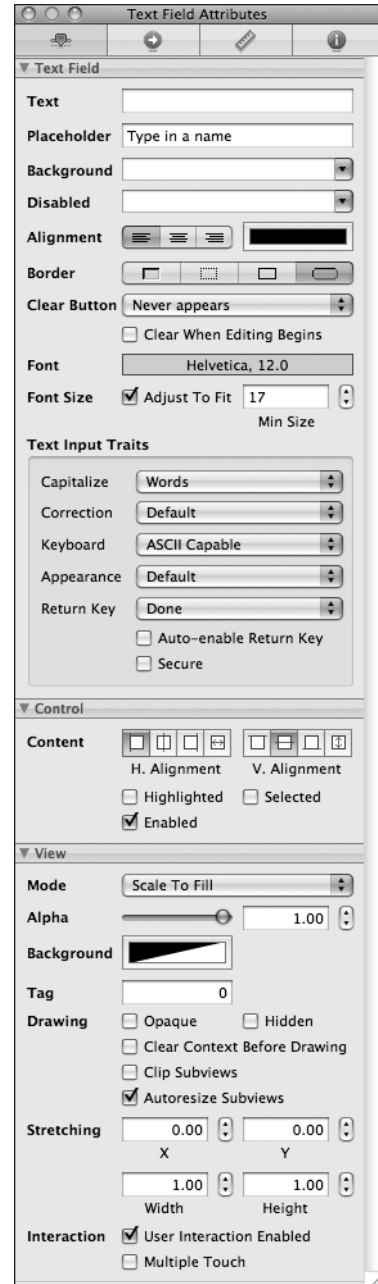 Text Field Attributes
Text Field
Text
Placeholder Type in a name
Background
Disabled
Alignment
Border
Clear Button Never appears
Clear When Editing Begins
Font Helvetica, 12.0
Font Size Adjust To Fit 17
Min Size
Text Input Traits
Capitalize Words
Correction Default
Keyboard ASCII Capable
Appearance Default
Return Key Done
Auto-enable Return Key
Secure
Control
Content
H. Alignment V. Alignment
Highlighted Selected
Enabled
View
Mode Scale To Fill
Alpha 1.00
Background
Tag 0
Drawing Opaque Hidden
Clear Context Before Drawing
Clip Subviews
Autoresize Subviews
Stretching 0.00 0.00
X Y
1.00 1.00
Width Height
Interaction User Interaction Enabled
Multiple Touch